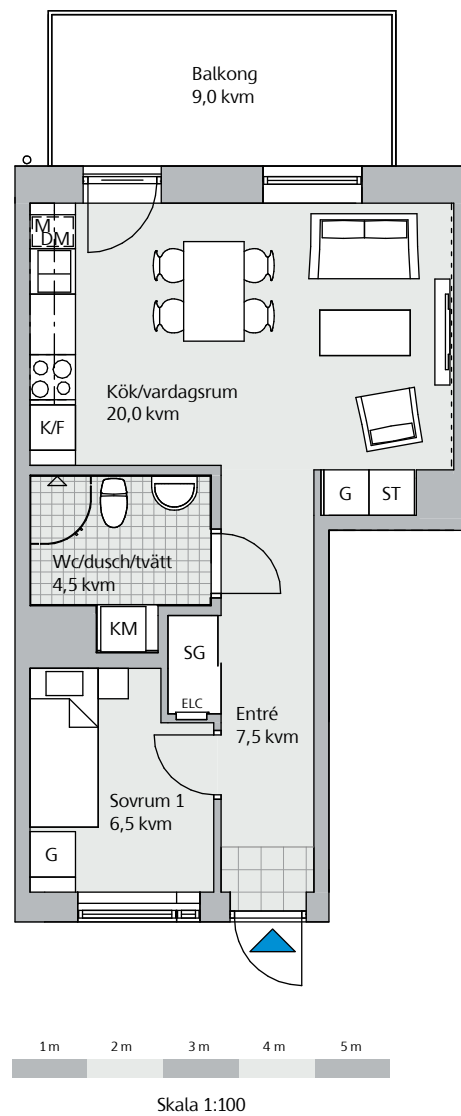 Balkong
9,0 kvm
M
DM
K/F
Kök/vardagsrum
20,0 kvm
G
ST
Wc/dusch/tvätt
4,5 kvm
KM
SG
ELC
Entré
7,5 kvm
Sovrum 1
6,5 kvm
G
1 m 2 m 3 m 4 m 5 m
Skala 1:100